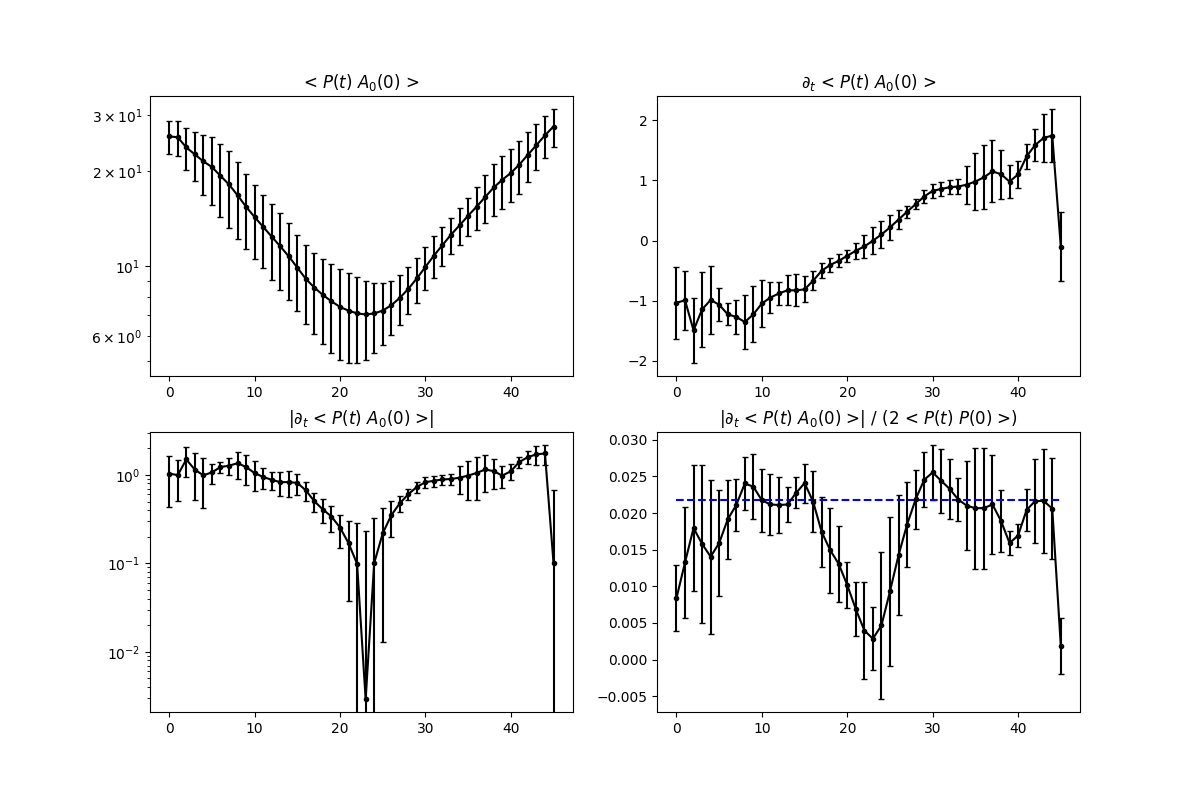 < P(t) A₀(0) >
3 × 10¹
2 × 10¹
10¹
6 × 10⁰
0 10 20 30 40
∂ₜ < P(t) A₀(0) >
2
1
0
−1
−2
0 10 20 30 40
|∂ₜ < P(t) A₀(0) >|
10⁰
10⁻¹
10⁻²
0 10 20 30 40
|∂ₜ < P(t) A₀(0) >| / (2 < P(t) P(0) >)
0.030
0.025
0.020
0.015
0.010
0.005
0.000
−0.005
0 10 20 30 40